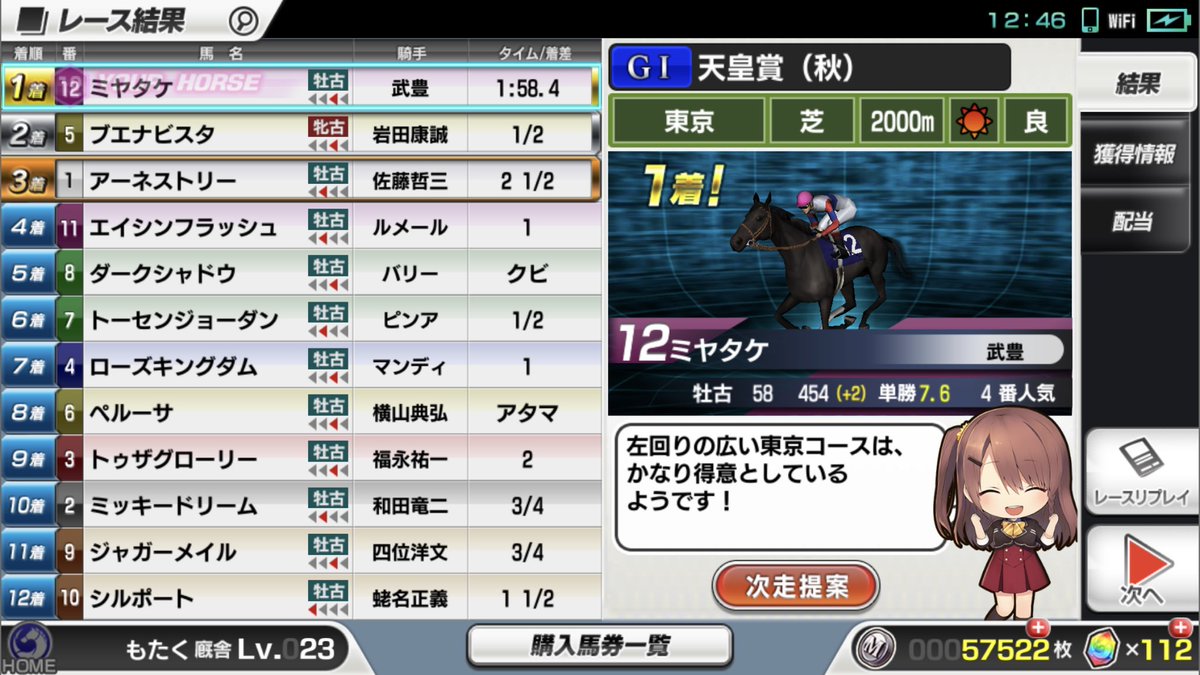 レース結果
12:46 WiFi
着順 番 馬名 騎手 タイム/着差
1着 12 ミヤタケ YOUR HORSE 牡古 武豊 1:58.4
2着 5 ブエナビスタ 牝古 岩田康誠 1/2
3着 1 アーネストリー 牡古 佐藤哲三 2 1/2
4着 11 エイシンフラッシュ 牡古 ルメール 1
5着 8 ダークシャドウ 牡古 バリー クビ
6着 7 トーセンジョーダン 牡古 ピンア 1/2
7着 4 ローズキングダム 牡古 マンディ 1
8着 6 ペルーサ 牡古 横山典弘 アタマ
9着 3 トゥザグローリー 牡古 福永祐一 2
10着 2 ミッキードリーム 牡古 和田竜二 3/4
11着 9 ジャガーメイル 牡古 四位洋文 3/4
12着 10 シルポート 牡古 蛯名正義 1 1/2
GI 天皇賞（秋）
東京 芝 2000m 良
1着!
12
12 ミヤタケ 武豊
牡古 58 454 (+2) 単勝7.6 4番人気
左回りの広い東京コースは、
かなり得意としている
ようです！
次走提案
結果
獲得情報
配当
レースリプレイ
次へ
HOME
もたく厩舎 Lv.023
購入馬券一覧
M 00057522枚
×112